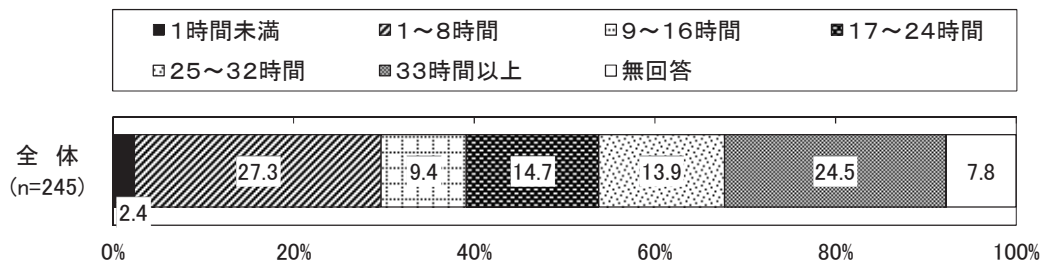 ■1時間未満 1～8時間 9～16時間 17～24時間
25～32時間 33時間以上 □無回答
全 体
(n=245)
2.4
27.3 9.4 14.7 13.9 24.5 7.8
0% 20% 40% 60% 80% 100%